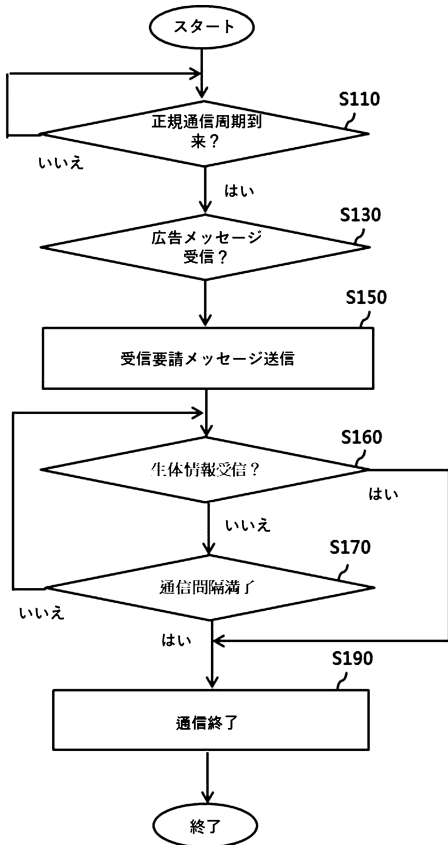 スタート
S110
正規通信周期到
来？
いいえ
はい
S130
広告メッセージ
受信？
S150
受信要請メッセージ送信
S160
生体情報受信？
はい
いいえ
S170
通信間隔満了
いいえ
はい
S190
通信終了
終了